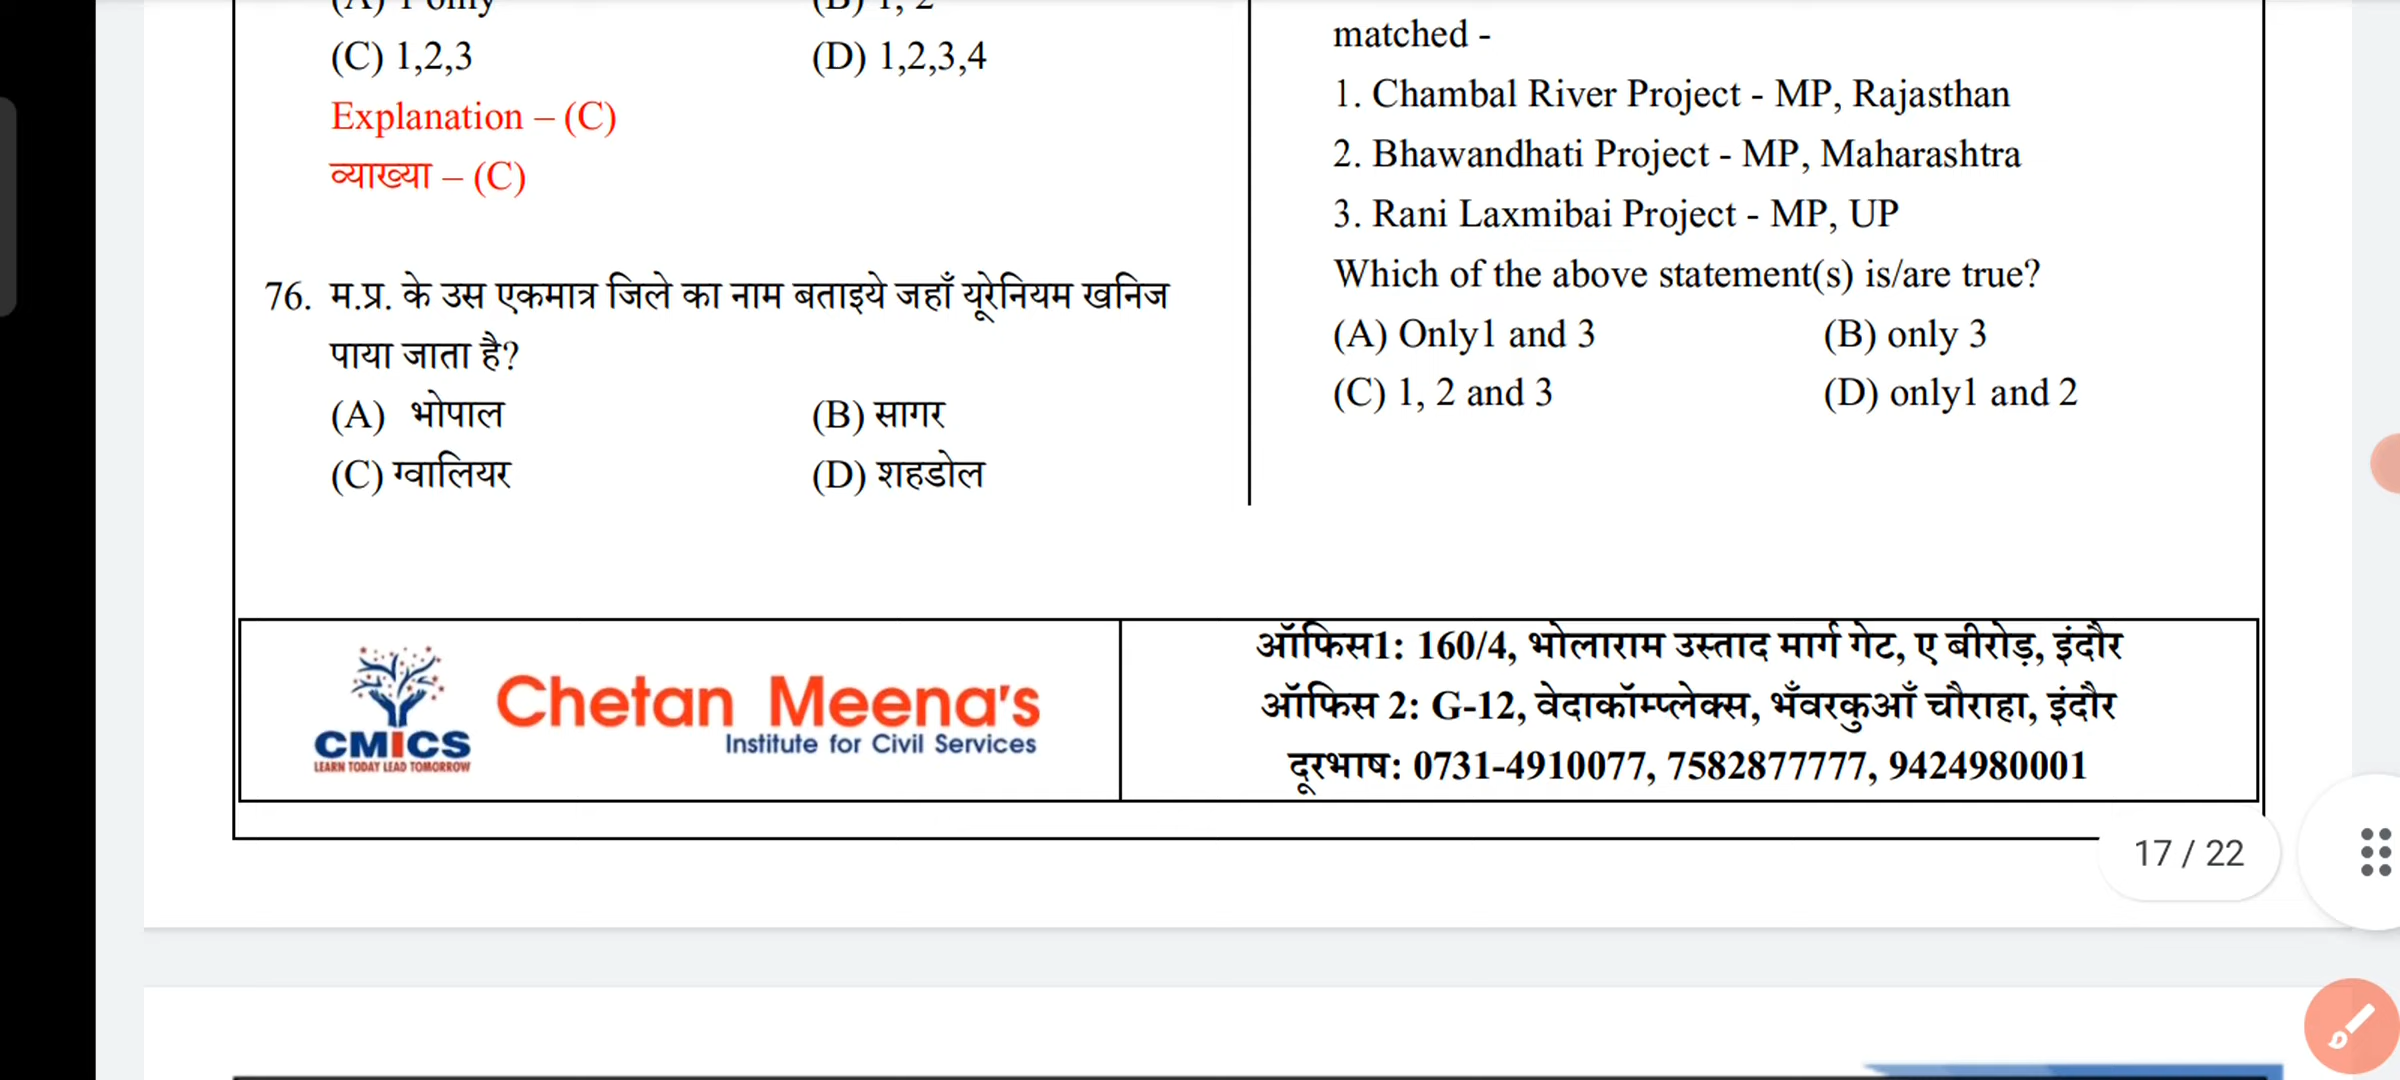 (A) 1 only (B) 1, 2
(C) 1,2,3 (D) 1,2,3,4
Explanation – (C)
व्याख्या – (C)
76. म.प्र. के उस एकमात्र जिले का नाम बताइये जहाँ यूरेनियम खनिज
पाया जाता है?
(A) भोपाल (B) सागर
(C) ग्वालियर (D) शहडोल
matched -
1. Chambal River Project - MP, Rajasthan
2. Bhawandhati Project - MP, Maharashtra
3. Rani Laxmibai Project - MP, UP
Which of the above statement(s) is/are true?
(A) Only1 and 3 (B) only 3
(C) 1, 2 and 3 (D) only1 and 2
CMICS
LEARN TODAY LEAD TOMORROW
Chetan Meena's
Institute for Civil Services
ऑफिस1: 160/4, भोलाराम उस्ताद मार्ग गेट, ए बीरोड़, इंदौर
ऑफिस 2: G-12, वेदाकॉम्प्लेक्स, भँवरकुआँ चौराहा, इंदौर
दूरभाष: 0731-4910077, 7582877777, 9424980001
17 / 22